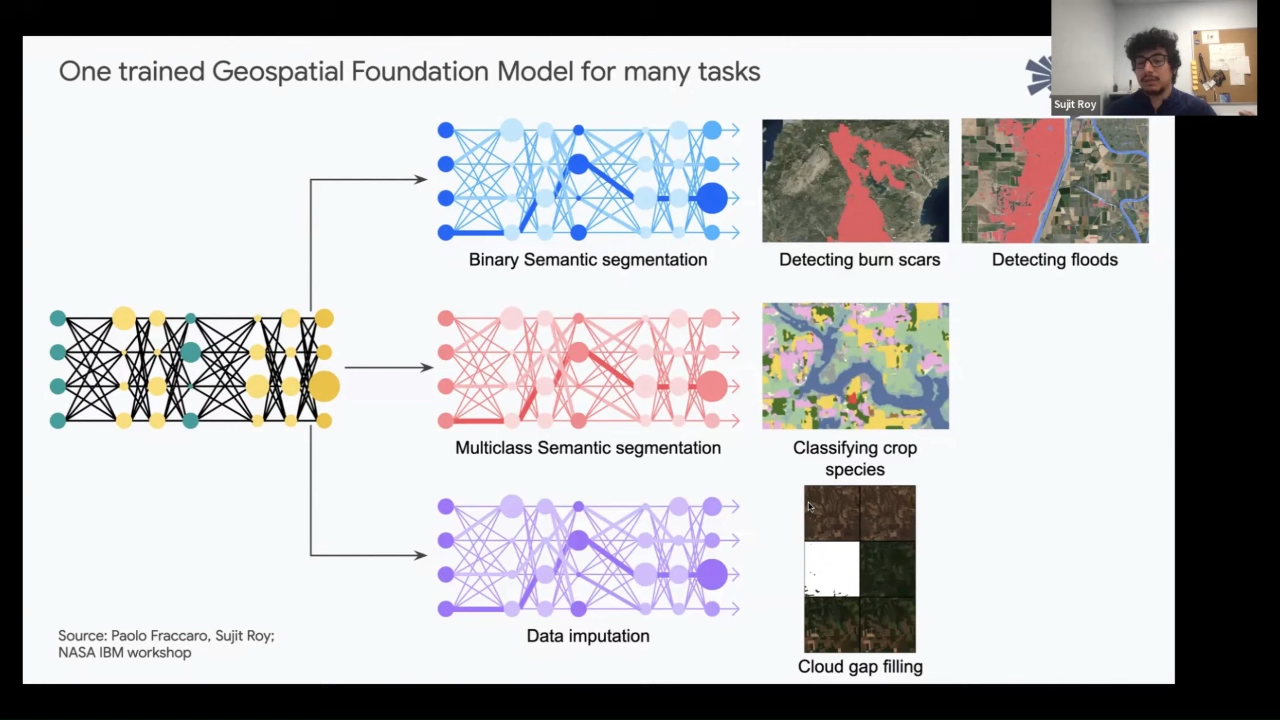 One trained Geospatial Foundation Model for many tasks
Sujit Roy
Binary Semantic segmentation
Detecting burn scars
Detecting floods
Multiclass Semantic segmentation
Classifying crop
species
Data imputation
Cloud gap filling
Source: Paolo Fraccaro, Sujit Roy;
NASA IBM workshop